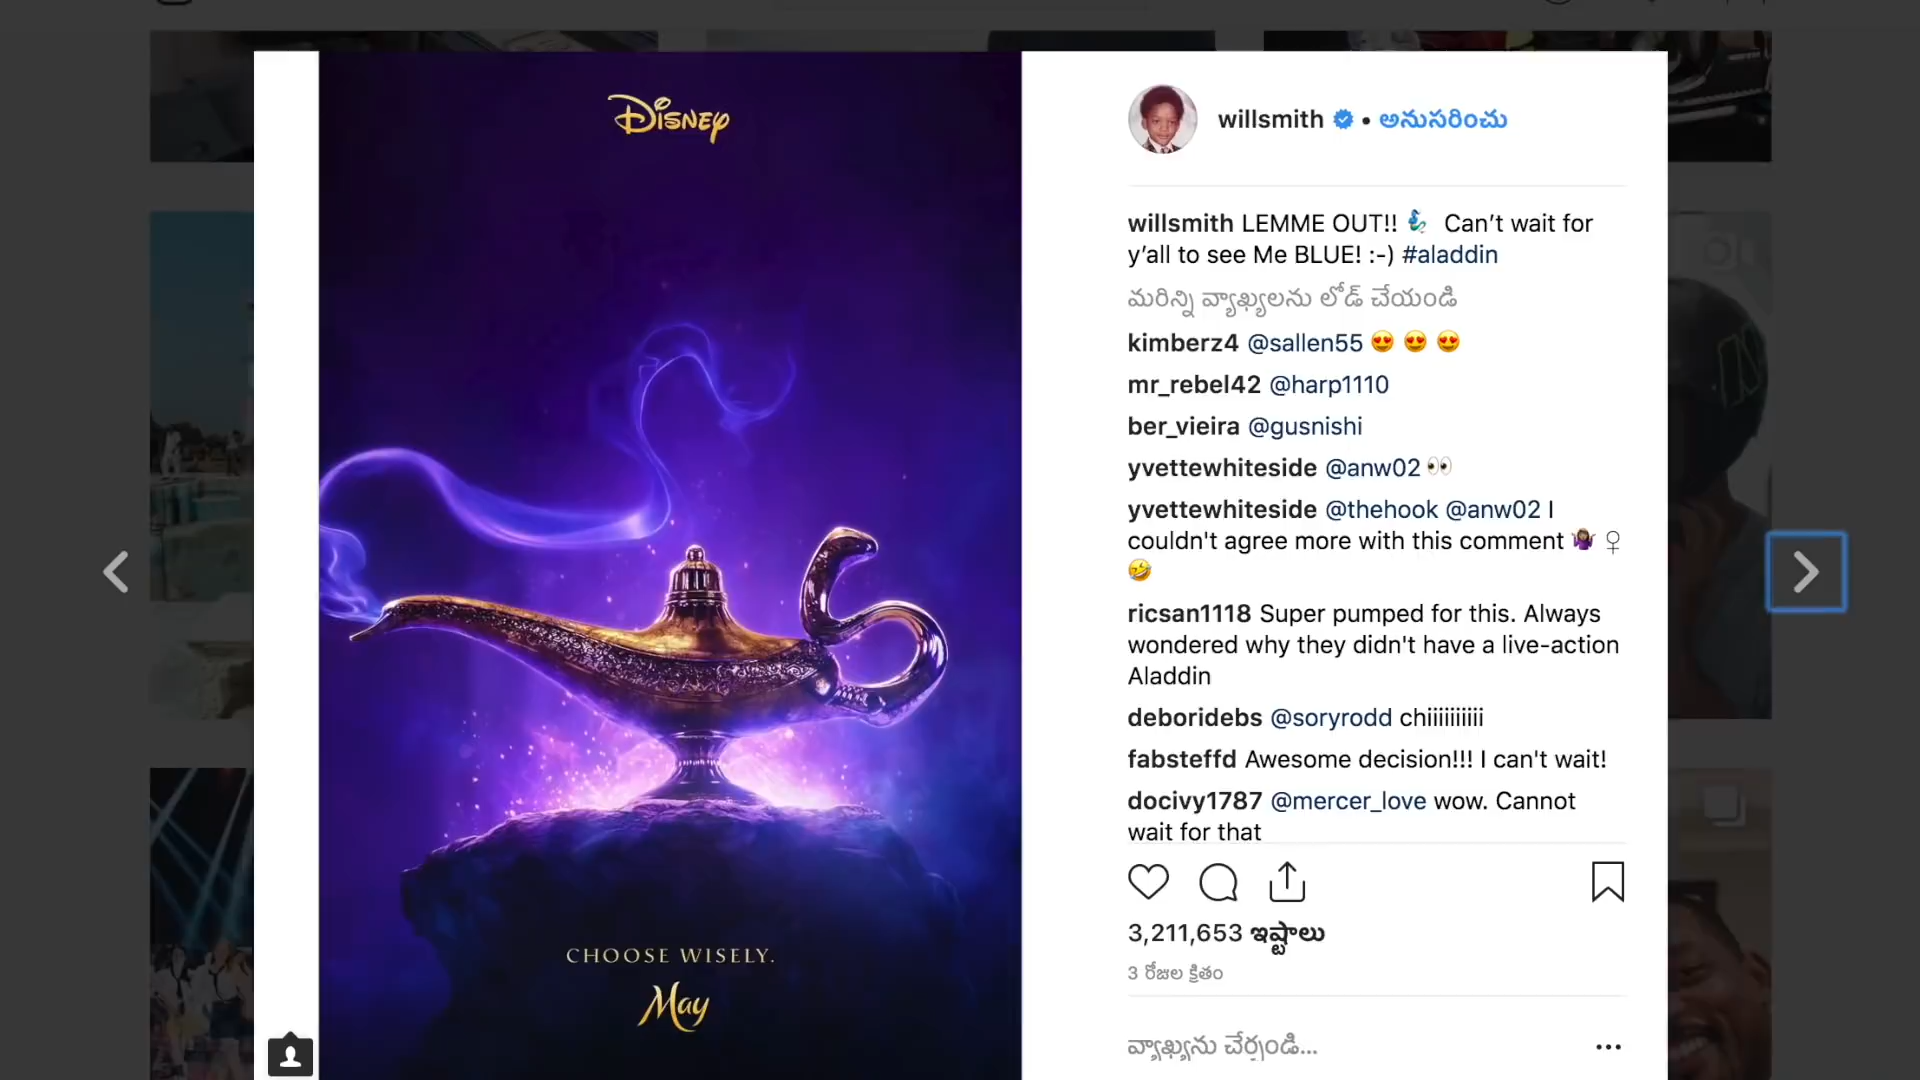 Disney
CHOOSE WISELY.
May
willsmith • అనుసరించు
willsmith LEMME OUT!! 🧞‍♂️ Can’t wait for
y’all to see Me BLUE! :-) #aladdin
మరిన్ని వ్యాఖ్యలను లోడ్ చేయండి
kimberz4 @sallen55 😍 😍 😍
mr_rebel42 @harp1110
ber_vieira @gusnishi
yvettewhiteside @anw02 👀
yvettewhiteside @thehook @anw02 I
couldn't agree more with this comment 🤷🏾‍♀
🤣
ricsan1118 Super pumped for this. Always
wondered why they didn't have a live-action
Aladdin
deboridebs @soryrodd chiiiiiiiiii
fabsteffd Awesome decision!!! I can't wait!
docivy1787 @mercer_love wow. Cannot
wait for that
3,211,653 ఇష్టాలు
3 రోజుల క్రితం
వ్యాఖ్యను చేర్చండి...